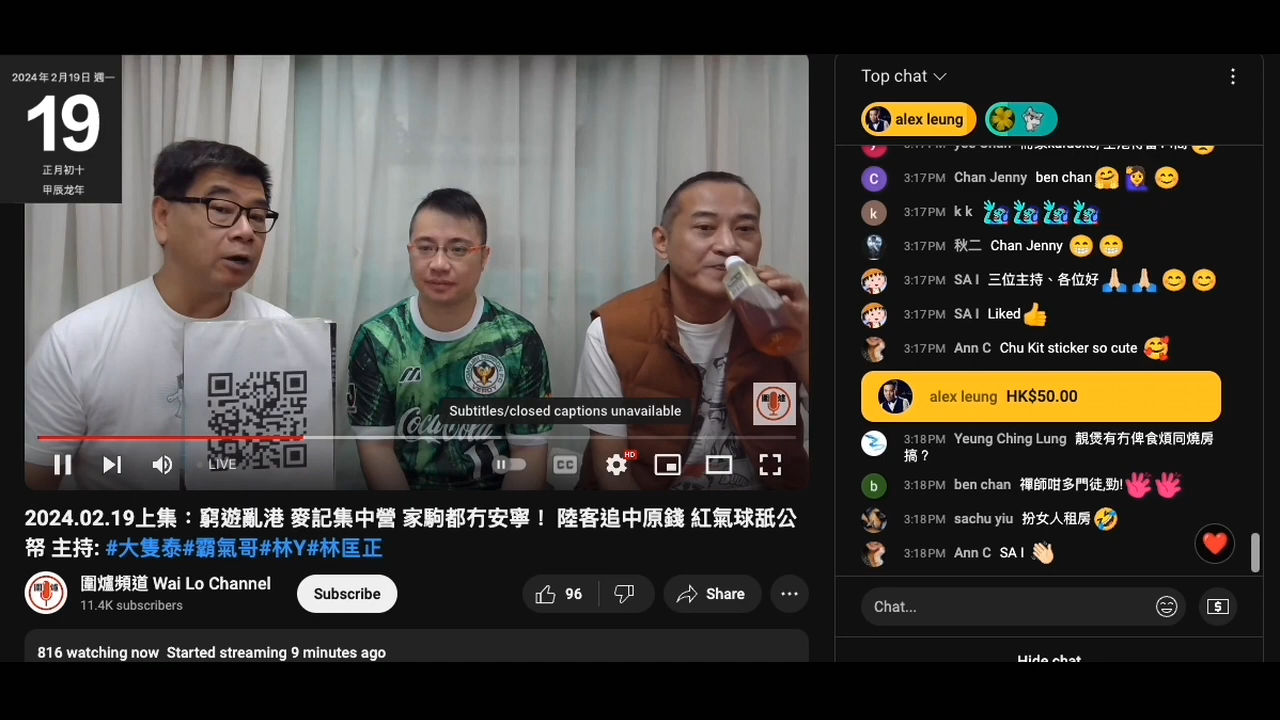 2024年2月19日 週一
19
正月初十
甲辰龙年
Subtitles/closed captions unavailable
LIVE
CC
HD
2024.02.19上集：窮遊亂港 麥記集中營 家駒都冇安寧！ 陸客追中原錢 紅氣球舐公
帑 主持: #大隻泰#霸氣哥#林Y#林匡正
圍爐頻道 Wai Lo Channel
11.4K subscribers
Subscribe
96
Share
816 watching now Started streaming 9 minutes ago
Top chat
alex leung
C 3:17PM Chan Jenny ben chan
k 3:17PM k k
3:17PM 秋二 Chan Jenny
3:17PM SA I 三位主持、各位好
3:17PM SA I Liked
3:17PM Ann C Chu Kit sticker so cute
alex leung HK$50.00
3:18PM Yeung Ching Lung 靚煲有冇俾食煩同燒房
搞？
b 3:18PM ben chan 禪師咁多門徒,勁!
3:18PM sachu yiu 扮女人租房
3:18PM Ann C SA I
Chat...
Hide chat
Coca-Cola